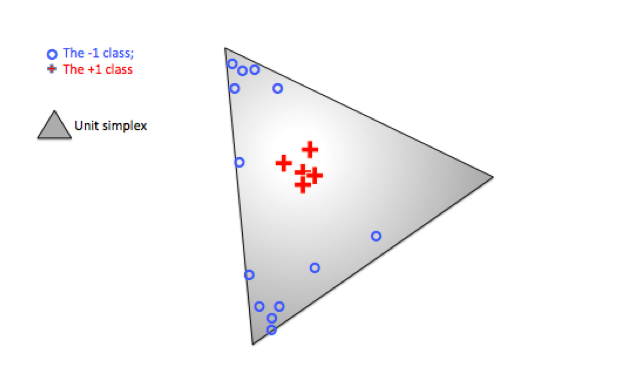 The -1 class;
The +1 class
Unit simplex